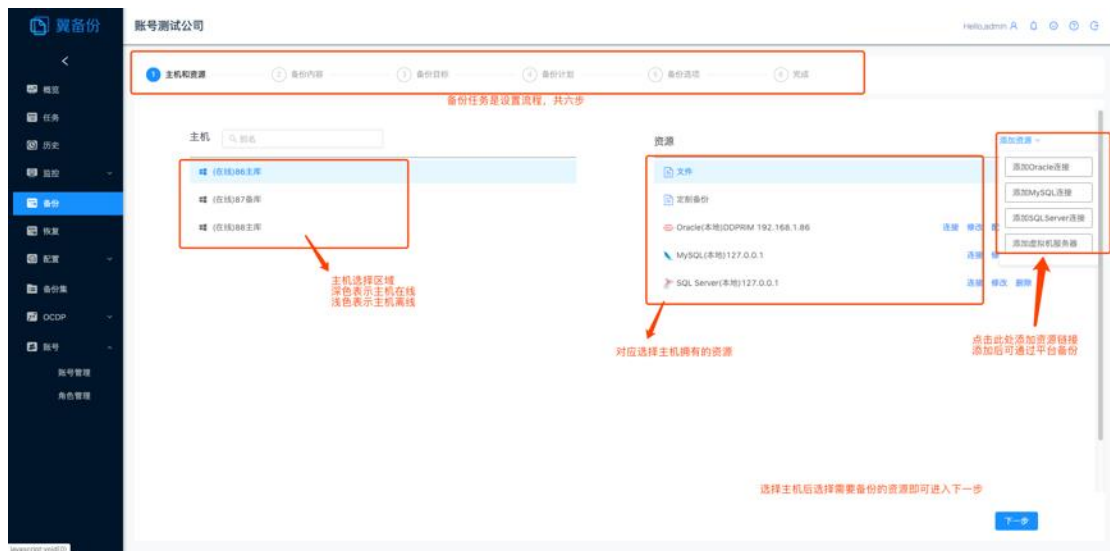 翼备份
账号测试公司
Hello,admin
1 主机和资源
2 备份内容
3 备份目标
4 备份计划
5 备份选项
6 完成
备份任务是设置流程，共六步
概览
任务
历史
监控
备份
恢复
配置
备份集
OCDP
账号
账号管理
角色管理
主机
别名
(在线)86主库
(在线)87备库
(在线)88主库
主机选择区域
深色表示主机在线
浅色表示主机离线
资源
添加资源
文件
定制备份
Oracle(本地)ODPRIM 192.168.1.86
连接 修改
MySQL(本地)127.0.0.1
连接
SQL Server(本地)127.0.0.1
连接 修改 删除
添加Oracle连接
添加MySQL连接
添加SQLServer连接
添加虚拟机服务器
对应选择主机拥有的资源
点击此处添加资源链接
添加后可通过平台备份
选择主机后选择需要备份的资源即可进入下一步
下一步
javascript:void(0)